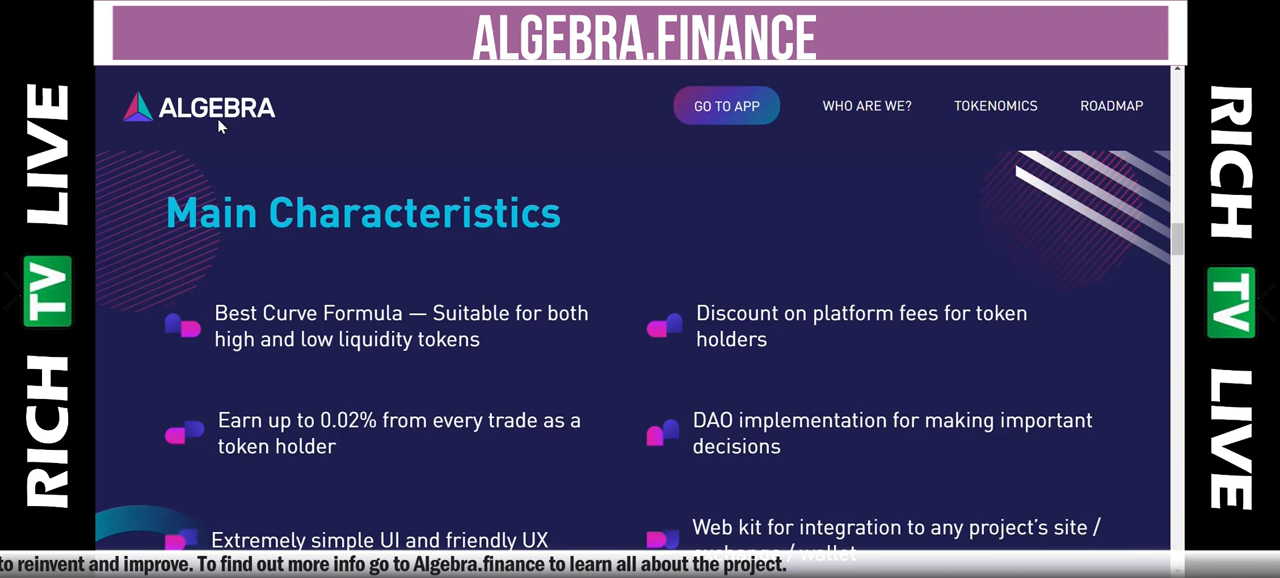 ALGEBRA.FINANCE
RICH TV LIVE
ALGEBRA
GO TO APP
WHO ARE WE?
TOKENOMICS
ROADMAP
Main Characteristics
Best Curve Formula — Suitable for both
high and low liquidity tokens
Discount on platform fees for token
holders
Earn up to 0.02% from every trade as a
token holder
DAO implementation for making important
decisions
Extremely simple UI and friendly UX
Web kit for integration to any project's site /
exchange / wallet
to reinvent and improve. To find out more info go to Algebra.finance to learn all about the project.
RICH TV LIVE